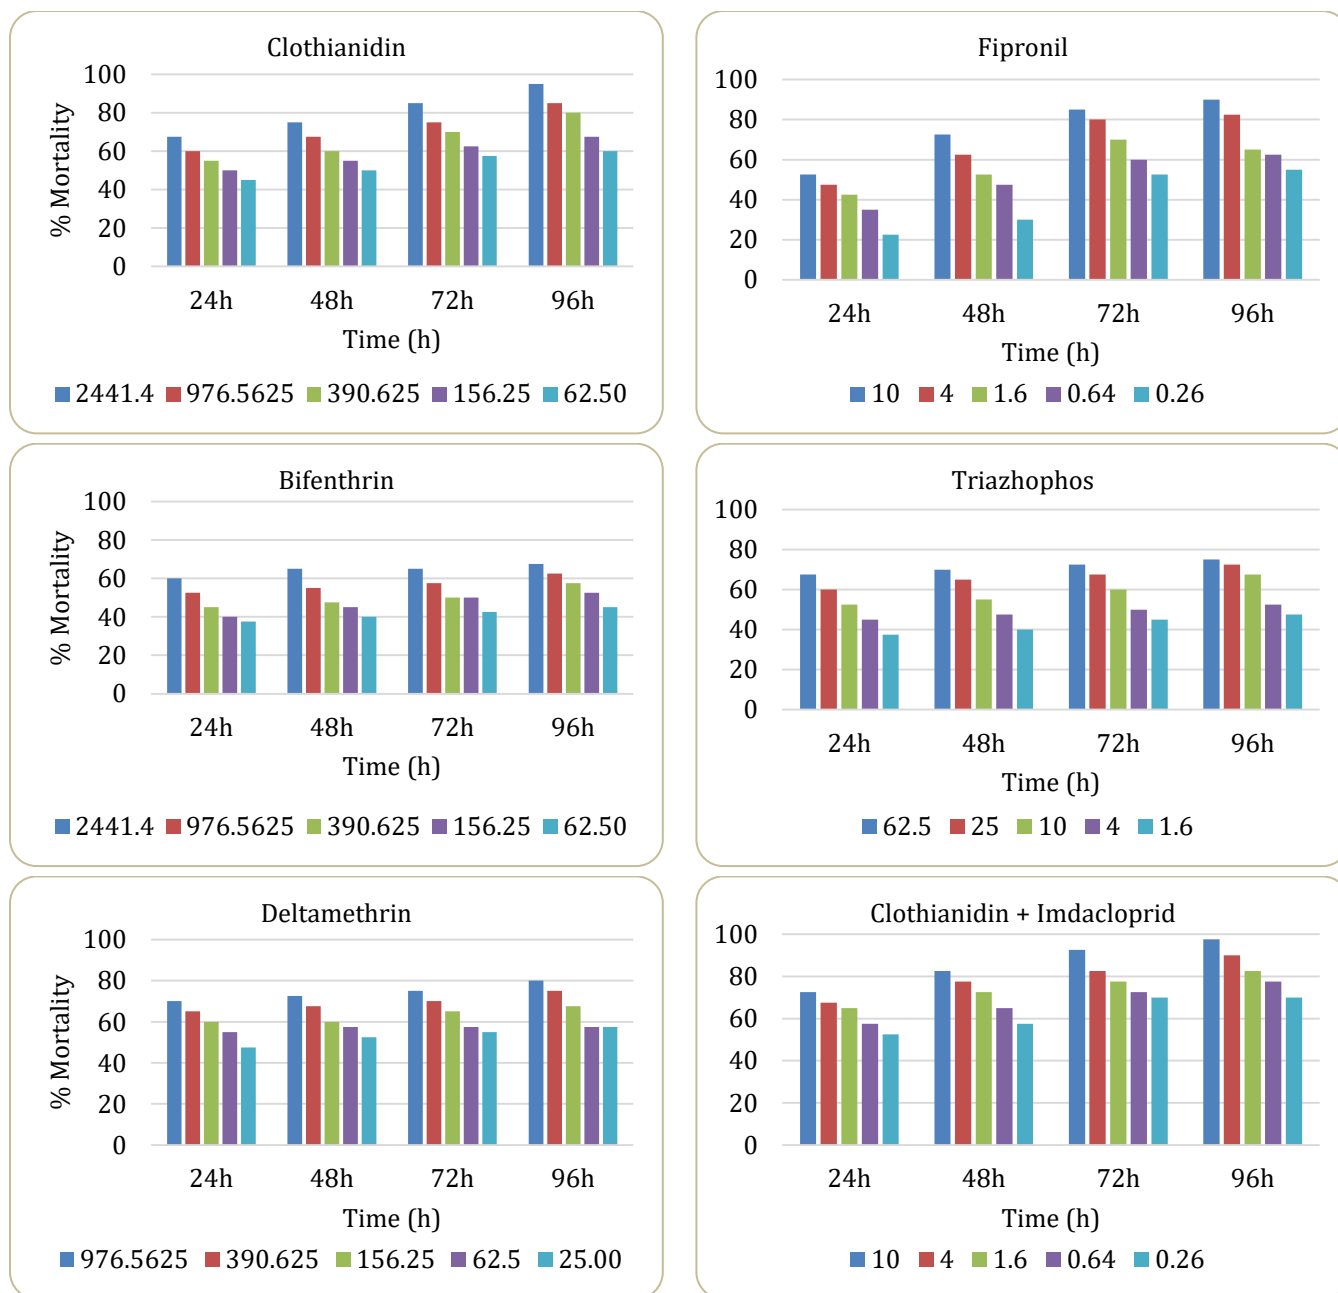 Clothianidin
% Mortality
100
80
60
40
20
0
24h 48h 72h 96h
Time (h)
2441.4 976.5625 390.625 156.25 62.50
Fipronil
100
80
60
40
20
0
24h 48h 72h 96h
Time (h)
10 4 1.6 0.64 0.26
Bifenthrin
% Mortality
100
80
60
40
20
0
24h 48h 72h 96h
Time (h)
2441.4 976.5625 390.625 156.25 62.50
Triazhophos
100
80
60
40
20
0
24h 48h 72h 96h
Time (h)
62.5 25 10 4 1.6
Deltamethrin
% Mortality
100
80
60
40
20
0
24h 48h 72h 96h
Time (h)
976.5625 390.625 156.25 62.5 25.00
Clothianidin + Imdacloprid
100
80
60
40
20
0
24h 48h 72h 96h
Time (h)
10 4 1.6 0.64 0.26